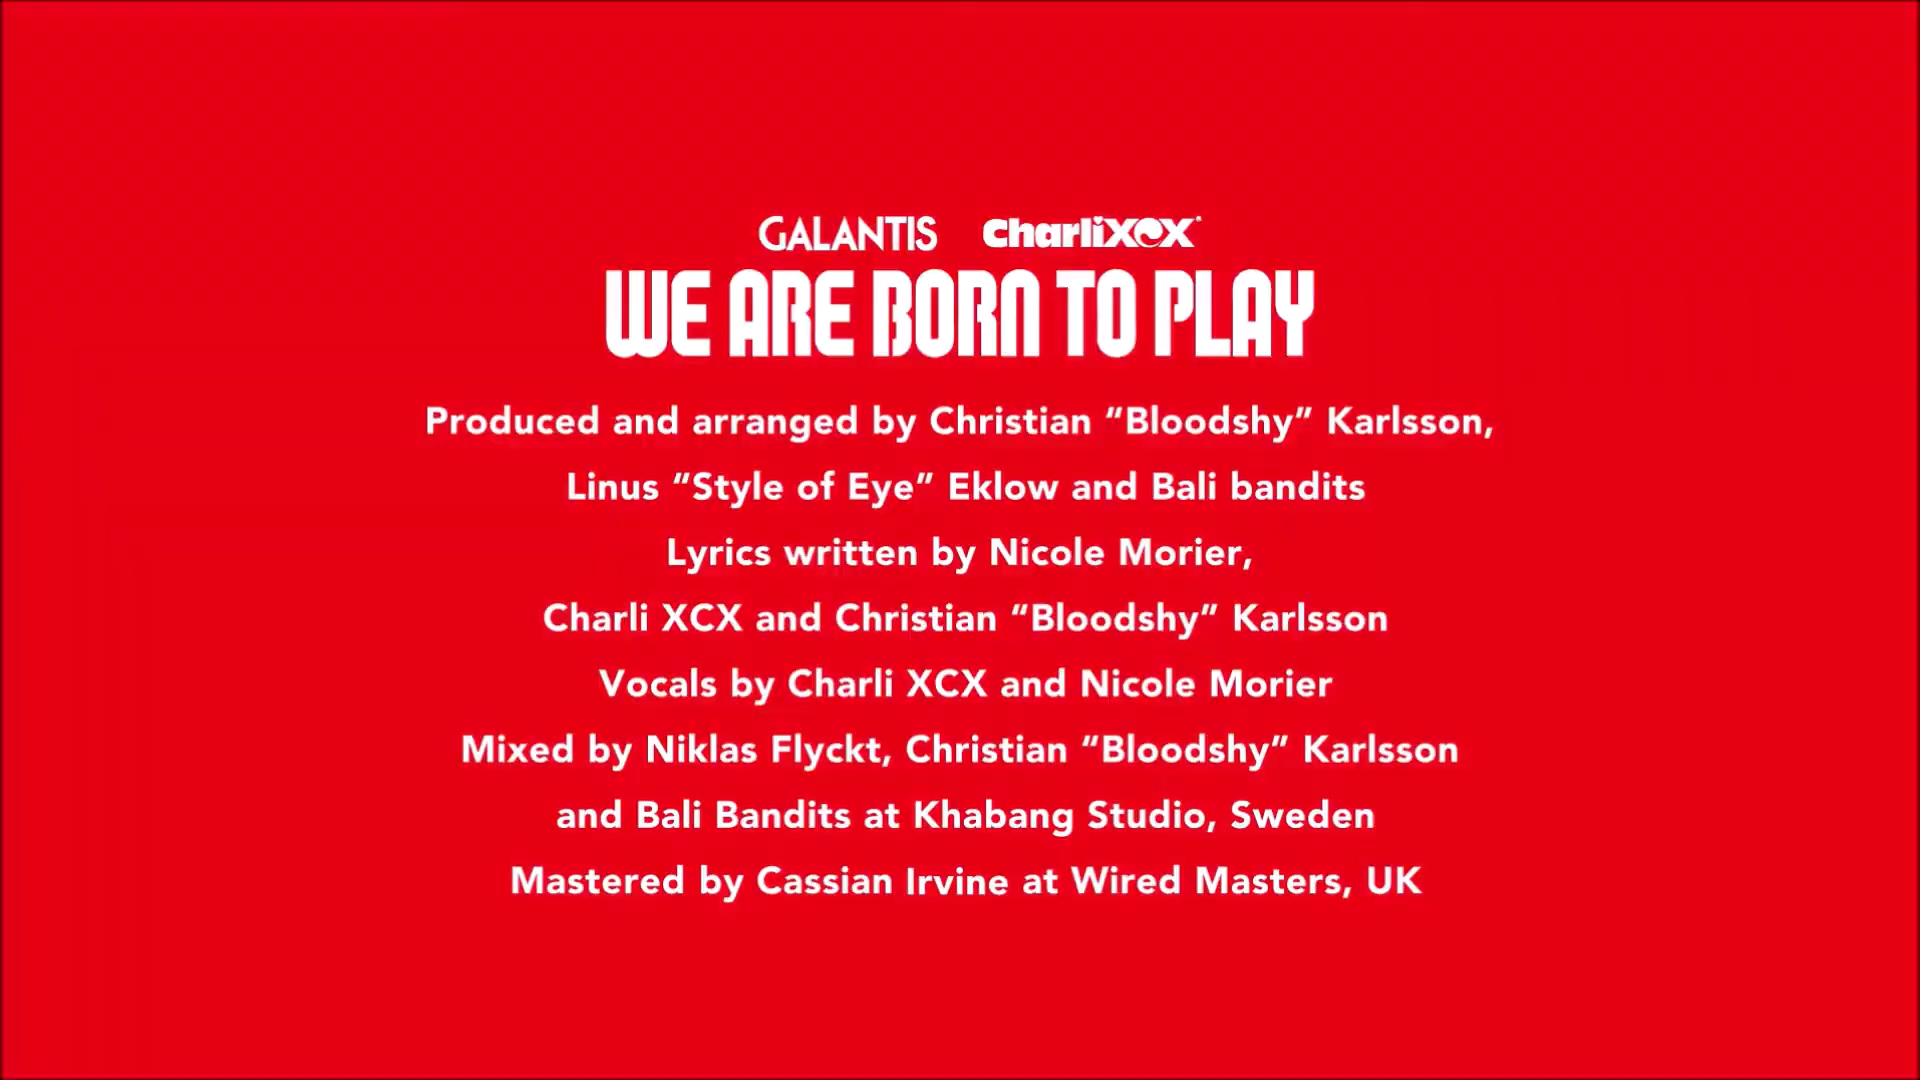 GALANTIS CharliXCX
WE ARE BORN TO PLAY
Produced and arranged by Christian “Bloodshy” Karlsson,
Linus “Style of Eye” Eklow and Bali bandits
Lyrics written by Nicole Morier,
Charli XCX and Christian “Bloodshy” Karlsson
Vocals by Charli XCX and Nicole Morier
Mixed by Niklas Flyckt, Christian “Bloodshy” Karlsson
and Bali Bandits at Khabang Studio, Sweden
Mastered by Cassian Irvine at Wired Masters, UK